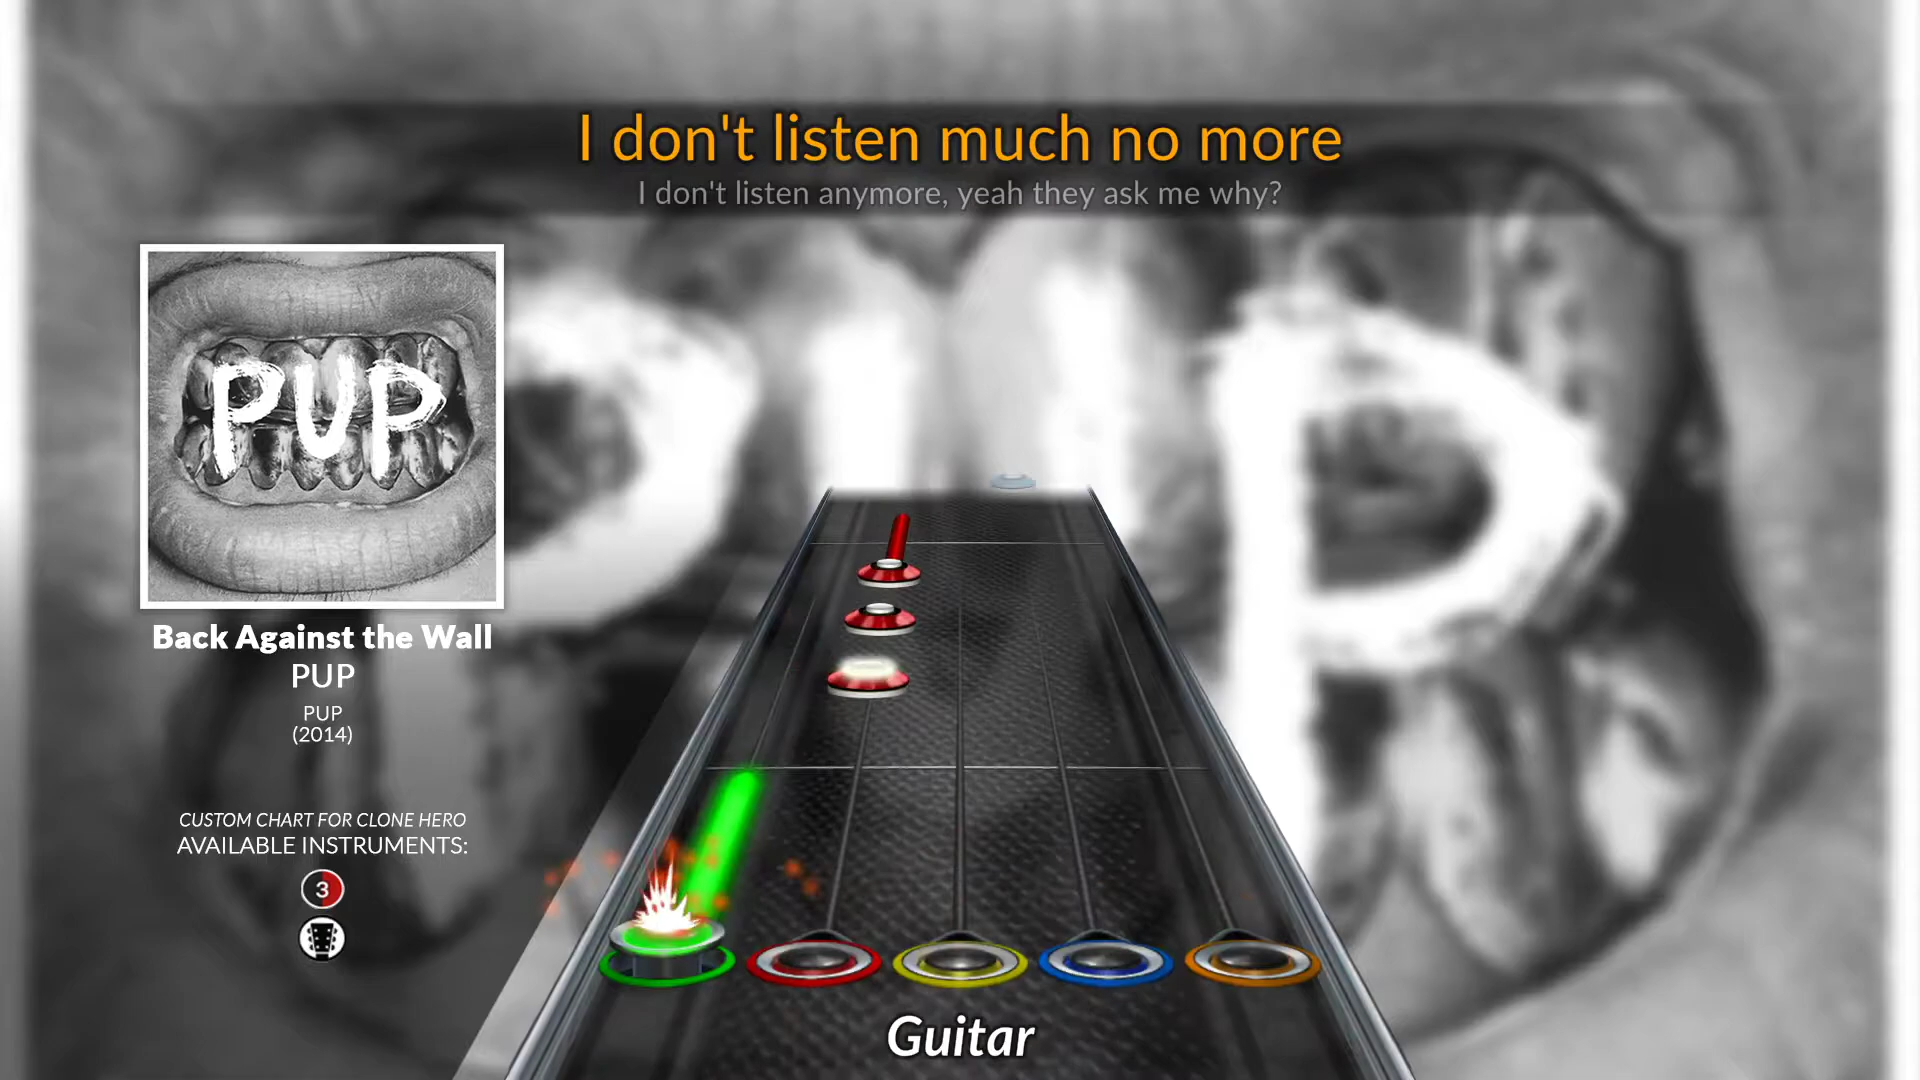 I don't listen much no more
I don't listen anymore, yeah they ask me why?
PUP
Back Against the Wall
PUP
PUP
(2014)
CUSTOM CHART FOR CLONE HERO
AVAILABLE INSTRUMENTS:
3
Guitar